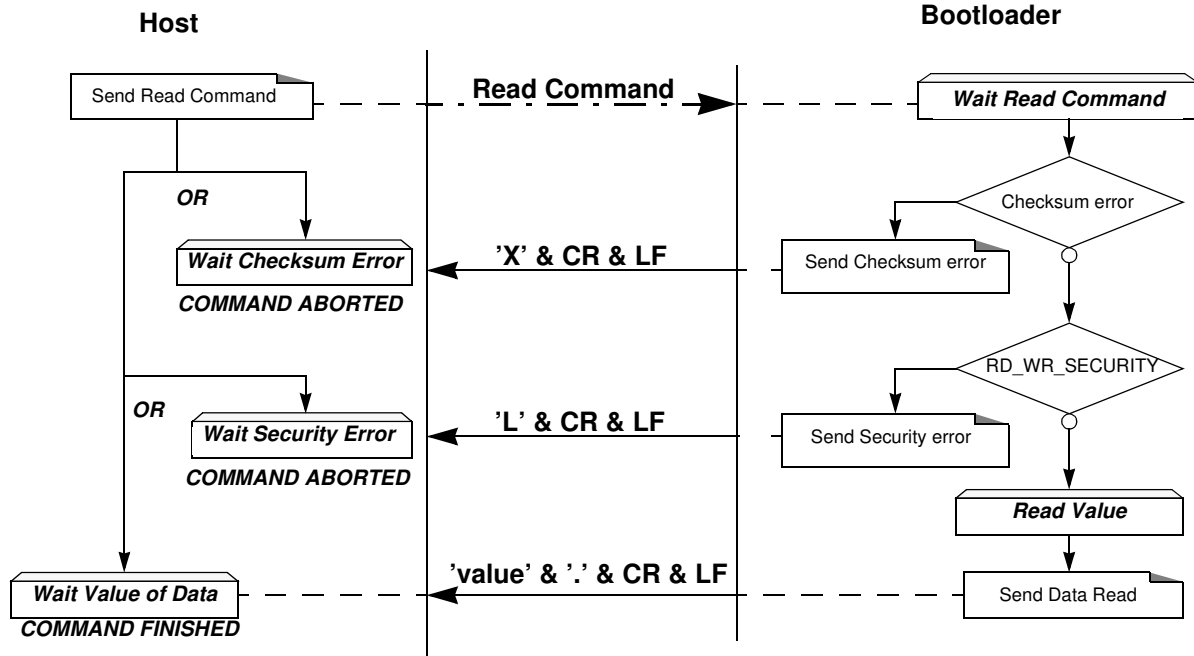 Host
Bootloader
Send Read Command
Read Command
Wait Read Command
OR
Checksum error
Wait Checksum Error
’X’ & CR & LF
Send Checksum error
COMMAND ABORTED
RD_WR_SECURITY
OR
Wait Security Error
’L’ & CR & LF
Send Security error
COMMAND ABORTED
Read Value
Wait Value of Data
’value’ & ’.’ & CR & LF
Send Data Read
COMMAND FINISHED